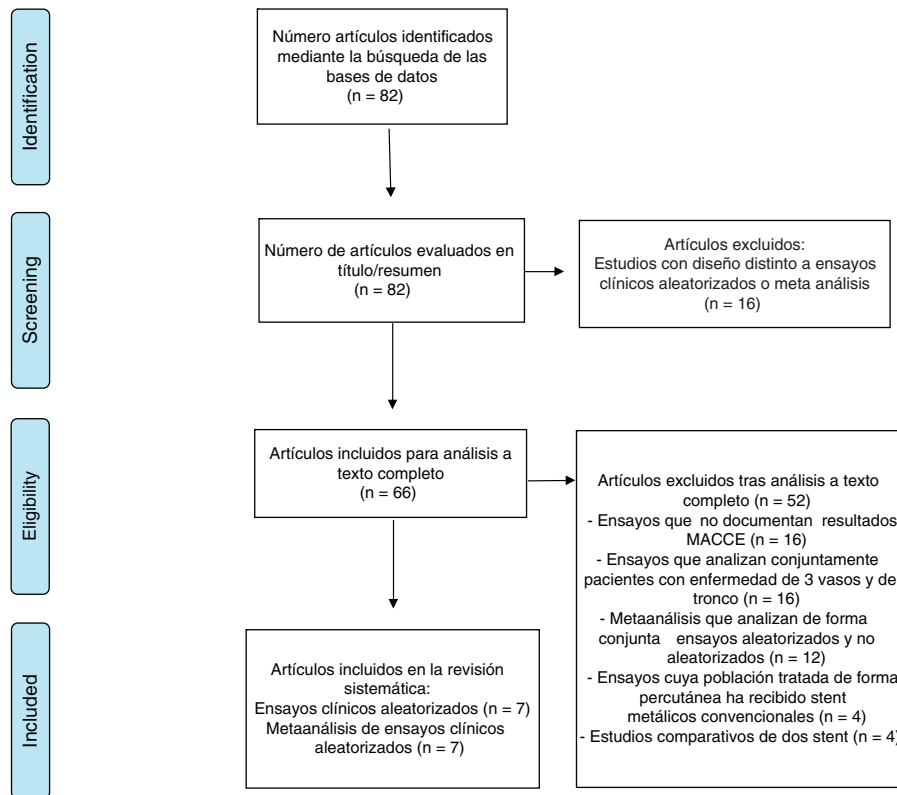 Identification
Número artículos identificados
mediante la búsqueda de las
bases de datos
(n = 82)
Screening
Número de artículos evaluados en
título/resumen
(n = 82)
Artículos excluidos:
Estudios con diseño distinto a ensayos
clínicos aleatorizados o meta análisis
(n = 16)
Eligibility
Artículos incluidos para análisis a
texto completo
(n = 66)
Artículos excluidos tras análisis a texto
completo (n = 52)
- Ensayos que no documentan resultados
MACCE (n = 16)
- Ensayos que analizan conjuntamente
pacientes con enfermedad de 3 vasos y de
tronco (n = 16)
- Metaanálisis que analizan de forma
conjunta ensayos aleatorizados y no
aleatorizados (n = 12)
- Ensayos cuya población tratada de forma
percutánea ha recibido stent
metálicos convencionales (n = 4)
- Estudios comparativos de dos stent (n = 4)
Included
Artículos incluidos en la revisión
sistemática:
Ensayos clínicos aleatorizados (n = 7)
Metaanálisis de ensayos clínicos
aleatorizados (n = 7)